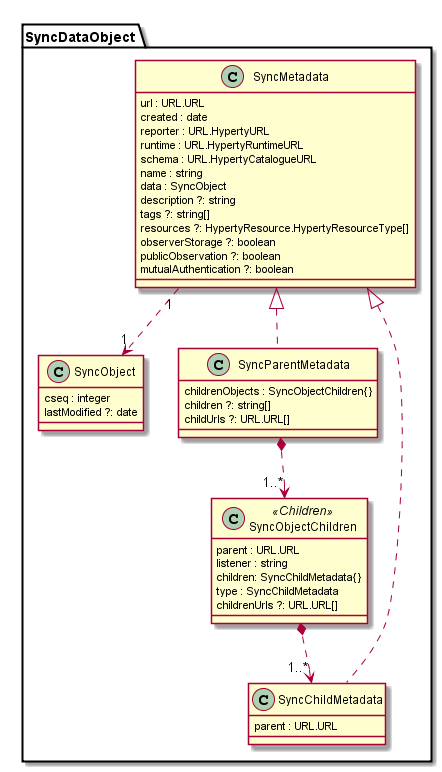 SyncDataObject
C SyncMetadata
url : URL.URL
created : date
reporter : URL.HypertyURL
runtime : URL.HypertyRuntimeURL
schema : URL.HypertyCatalogueURL
name : string
data : SyncObject
description ?: string
tags ?: string[]
resources ?: HypertyResource.HypertyResourceType[]
observerStorage ?: boolean
publicObservation ?: boolean
mutualAuthentication ?: boolean
1
1
C SyncObject
cseq : integer
lastModified ?: date
C SyncParentMetadata
childrenObjects : SyncObjectChildren{}
children ?: string[]
childUrls ?: URL.URL[]
1..*
«Children»
C SyncObjectChildren
parent : URL.URL
listener : string
children: SyncChildMetadata{}
type : SyncChildMetadata
childrenUrls ?: URL.URL[]
1..*
C SyncChildMetadata
parent : URL.URL